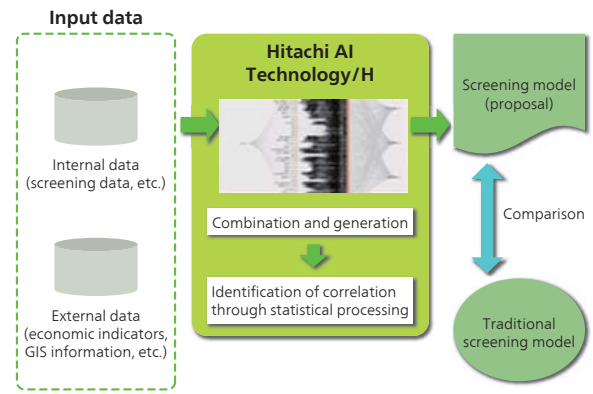 Input data
Internal data
(screening data, etc.)
External data
(economic indicators,
GIS information, etc.)
Hitachi AI
Technology/H
Combination and generation
Identification of correlation
through statistical processing
Screening model
(proposal)
Comparison
Traditional
screening model